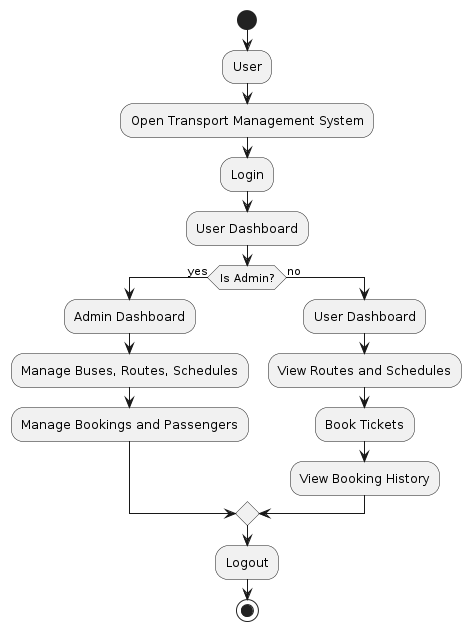 User
Open Transport Management System
Login
User Dashboard
yes
Is Admin?
no
Admin Dashboard
Manage Buses, Routes, Schedules
Manage Bookings and Passengers
User Dashboard
View Routes and Schedules
Book Tickets
View Booking History
Logout